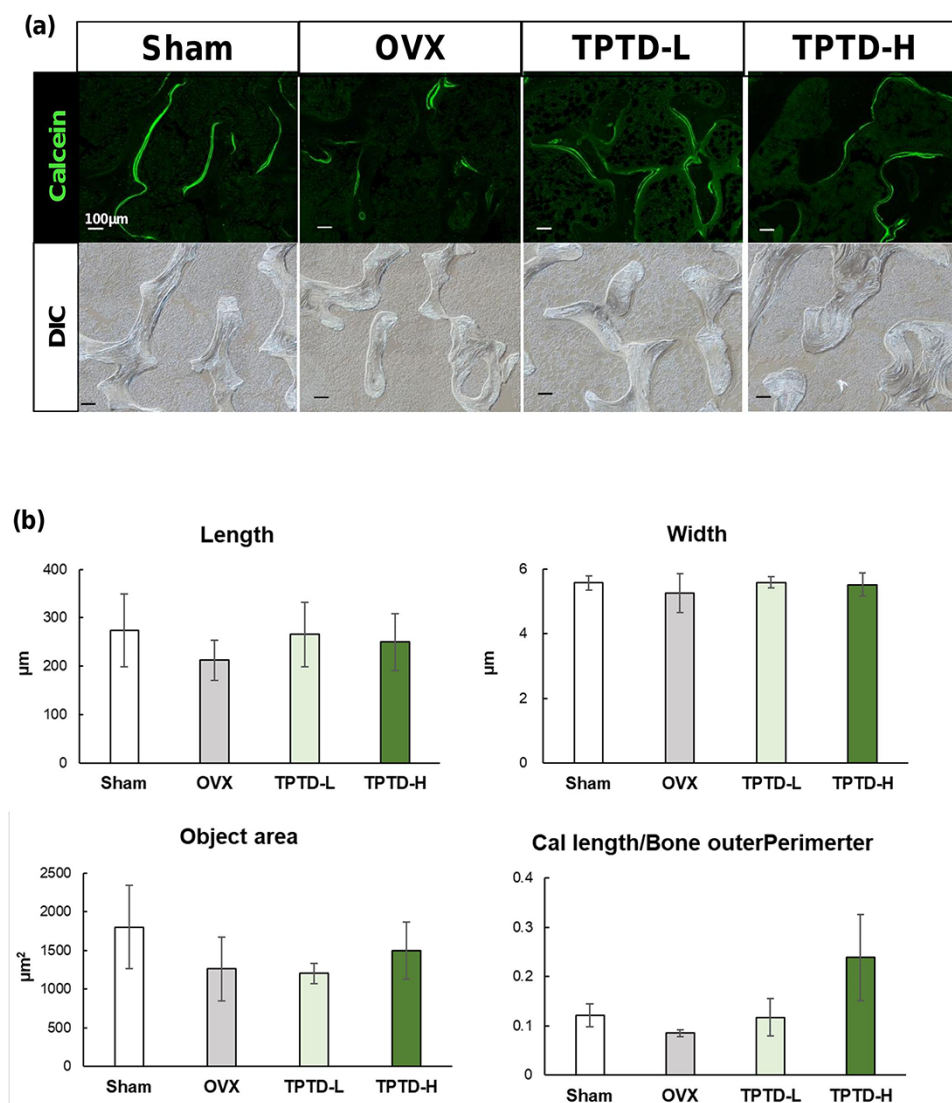 (a)
Sham OVX TPTD-L TPTD-H
Calcein
100μm
DIC
(b)
Length
400
300
200
100
0
μm
Sham OVX TPTD-L TPTD-H
Width
6
4
2
0
μm
Sham OVX TPTD-L TPTD-H
Object area
2500
2000
1500
1000
500
0
μm²
Sham OVX TPTD-L TPTD-H
Cal length/Bone outerPerimerter
0.4
0.3
0.2
0.1
0
Sham OVX TPTD-L TPTD-H